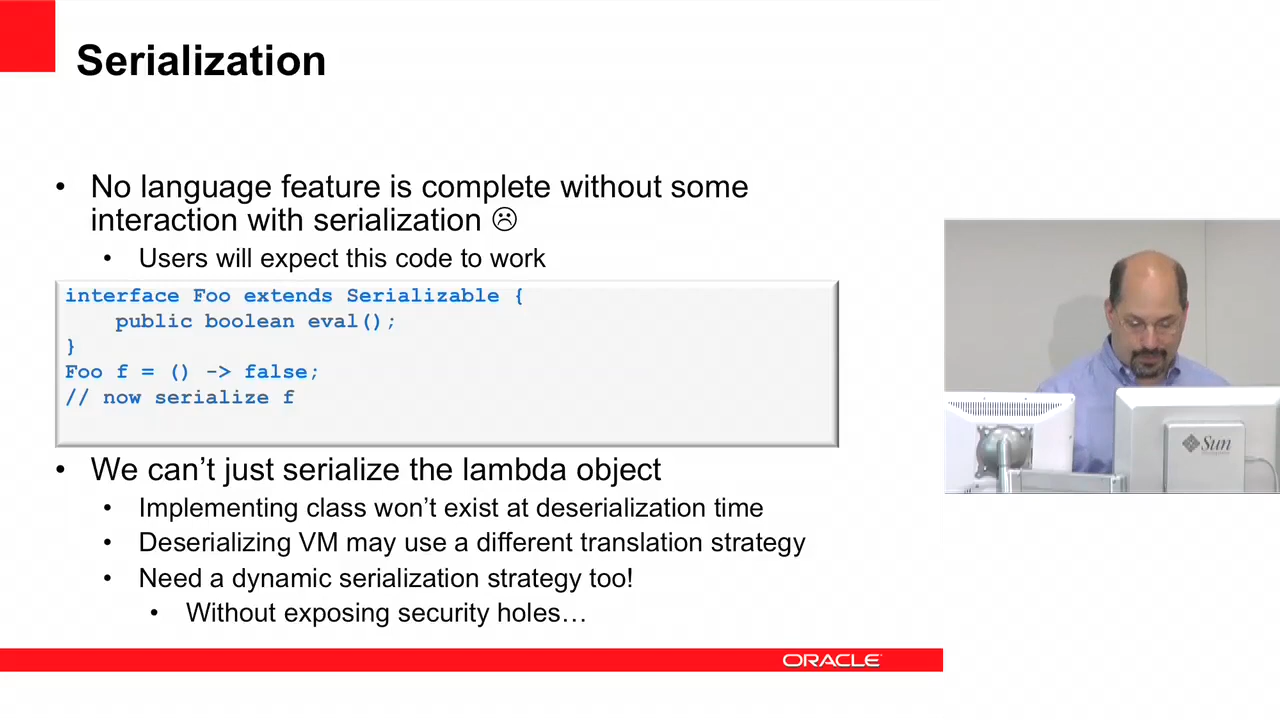 Serialization
• No language feature is complete without some
interaction with serialization ☹
• Users will expect this code to work
interface Foo extends Serializable {
    public boolean eval();
}
Foo f = () -> false;
// now serialize f
• We can’t just serialize the lambda object
• Implementing class won’t exist at deserialization time
• Deserializing VM may use a different translation strategy
• Need a dynamic serialization strategy too!
• Without exposing security holes…
ORACLE
Sun